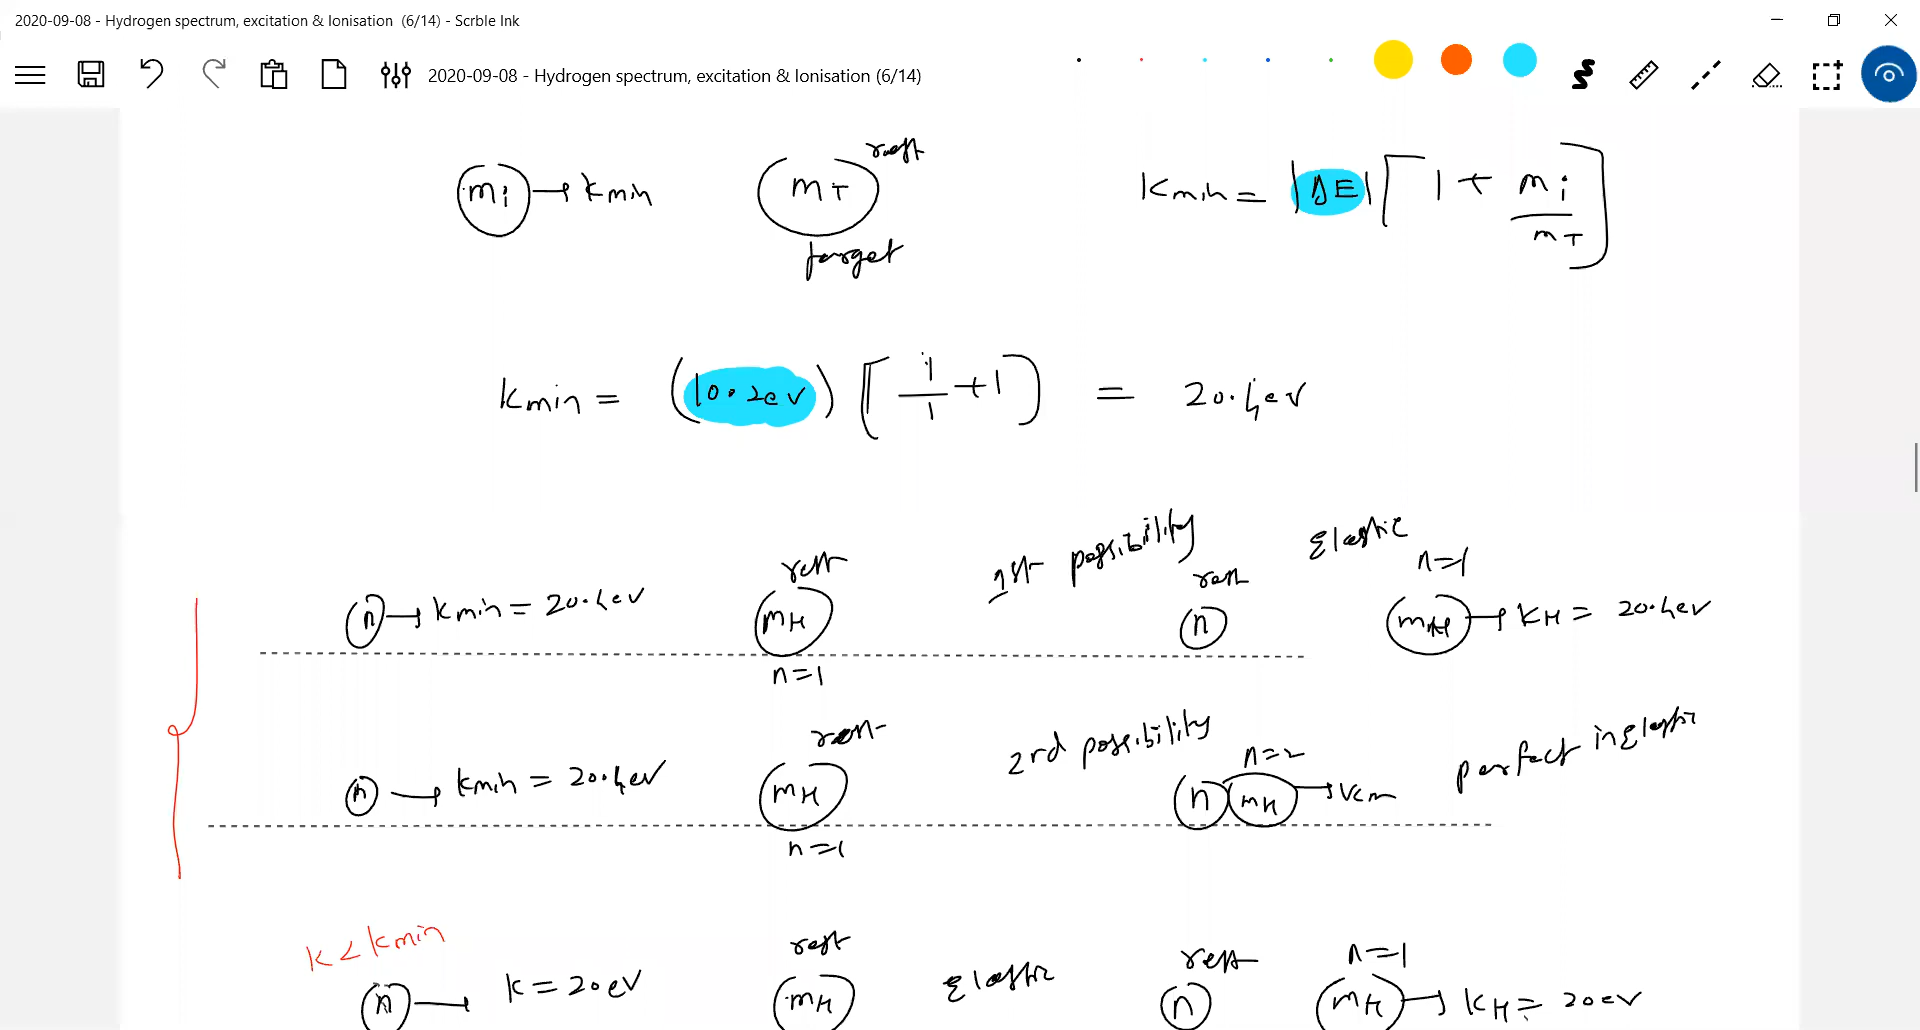 2020-09-08 - Hydrogen spectrum, excitation & Ionisation (6/14) - Scrble Ink
2020-09-08 - Hydrogen spectrum, excitation & Ionisation (6/14)
mi → kmin mT rest
target
Kmin = |ΔE| [1 + mi/mT]
kmin = (10.2ev) [1/1 + 1] = 20.4ev
n → kmin = 20.4ev rest mH n=1
1st possibility Elastic
rest n n=1 mH → KH = 20.4ev
n → kmin = 20.4ev rest mH n=1
2nd possibility perfect inElastic
n mH n=2 → Vcm
k < kmin
n → k = 20eV rest mH Elastic rest n n=1 mH → KH = 20ev